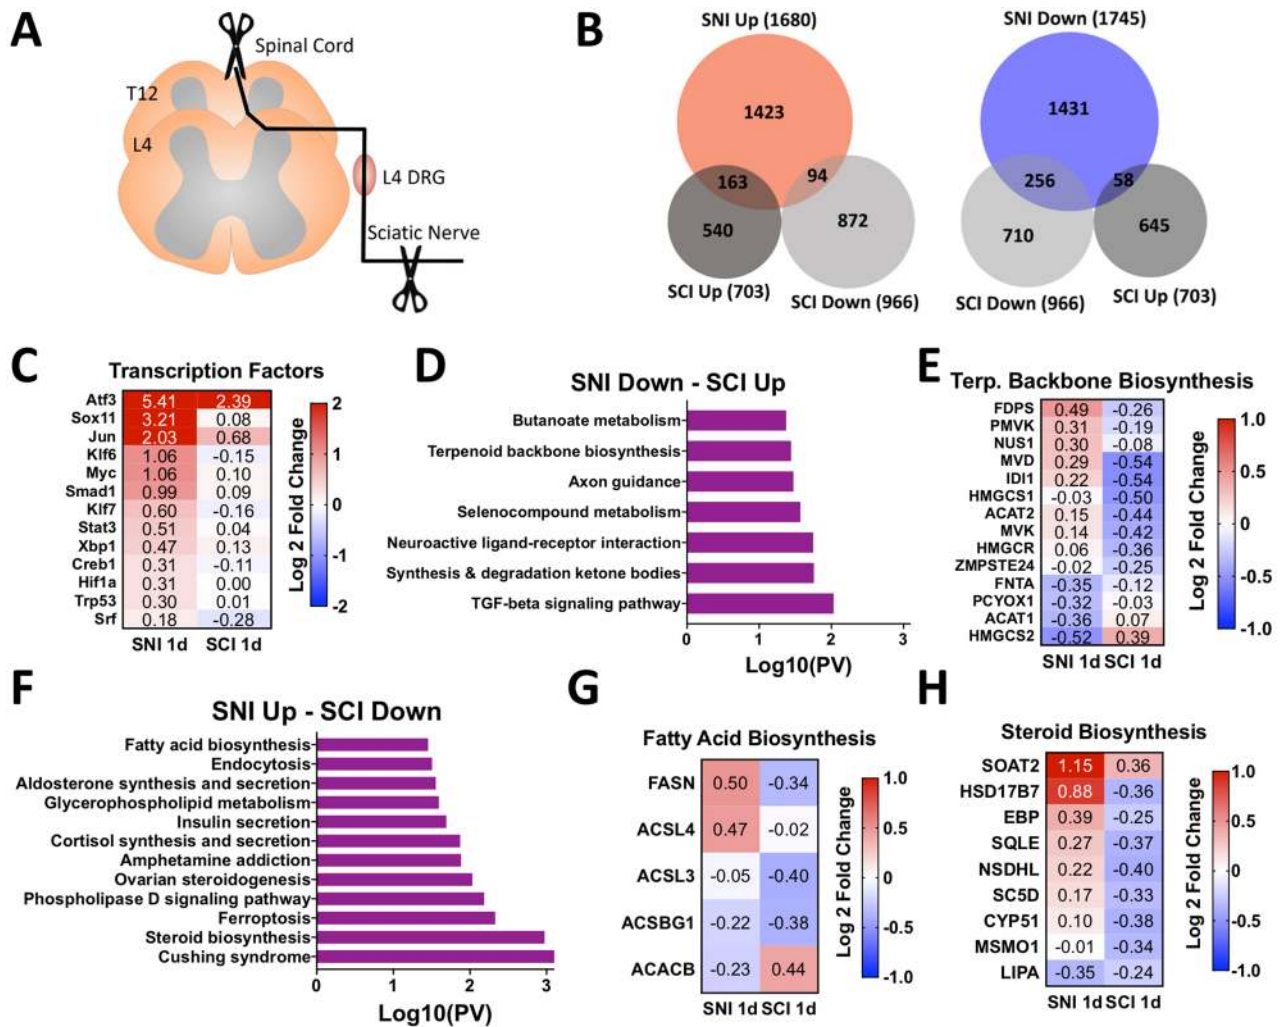 A
Spinal Cord
T12
L4
L4 DRG
Sciatic Nerve
B
SNI Up (1680)
1423
163
94
540
872
SCI Up (703)
SCI Down (966)
SNI Down (1745)
1431
256
58
710
645
SCI Down (966)
SCI Up (703)
C
Transcription Factors
Atf3 5.41 2.39
Sox11 3.21 0.08
Jun 2.03 0.68
Klf6 1.06 -0.15
Myc 1.06 0.10
Smad1 0.99 0.09
Klf7 0.60 -0.16
Stat3 0.51 0.04
Xbp1 0.47 0.13
Creb1 0.31 -0.11
Hif1a 0.31 0.00
Trp53 0.30 0.01
Srf 0.18 -0.28
SNI 1d SCI 1d
2
1
0
-1
-2
Log 2 Fold Change
D
SNI Down - SCI Up
Butanoate metabolism
Terpenoid backbone biosynthesis
Axon guidance
Selenocompound metabolism
Neuroactive ligand-receptor interaction
Synthesis & degradation ketone bodies
TGF-beta signaling pathway
0 1 2 3
Log10(PV)
E
Terp. Backbone Biosynthesis
FDPS 0.49 -0.26
PMVK 0.31 -0.19
NUS1 0.30 -0.08
MVD 0.29 -0.54
IDI1 0.22 -0.54
HMGCS1 -0.03 -0.50
ACAT2 0.15 -0.44
MVK 0.14 -0.42
HMGCR 0.06 -0.36
ZMPSTE24 -0.02 -0.25
FNTA -0.35 -0.12
PCYOX1 -0.32 -0.03
ACAT1 -0.36 0.07
HMGCS2 -0.52 0.39
SNI 1d SCI 1d
1.0
0.5
0
-0.5
-1.0
Log 2 Fold Change
F
SNI Up - SCI Down
Fatty acid biosynthesis
Endocytosis
Aldosterone synthesis and secretion
Glycerophospholipid metabolism
Insulin secretion
Cortisol synthesis and secretion
Amphetamine addiction
Ovarian steroidogenesis
Phospholipase D signaling pathway
Ferroptosis
Steroid biosynthesis
Cushing syndrome
0 1 2 3
Log10(PV)
G
Fatty Acid Biosynthesis
FASN 0.50 -0.34
ACSL4 0.47 -0.02
ACSL3 -0.05 -0.40
ACSBG1 -0.22 -0.38
ACACB -0.23 0.44
SNI 1d SCI 1d
1.0
0.5
0
-0.5
-1.0
Log 2 Fold Change
H
Steroid Biosynthesis
SOAT2 1.15 0.36
HSD17B7 0.88 -0.36
EBP 0.39 -0.25
SQLE 0.27 -0.37
NSDHL 0.22 -0.40
SC5D 0.17 -0.33
CYP51 0.10 -0.38
MSMO1 -0.01 -0.34
LIPA -0.35 -0.24
SNI 1d SCI 1d
1.0
0.5
0
-0.5
-1.0
Log 2 Fold Change